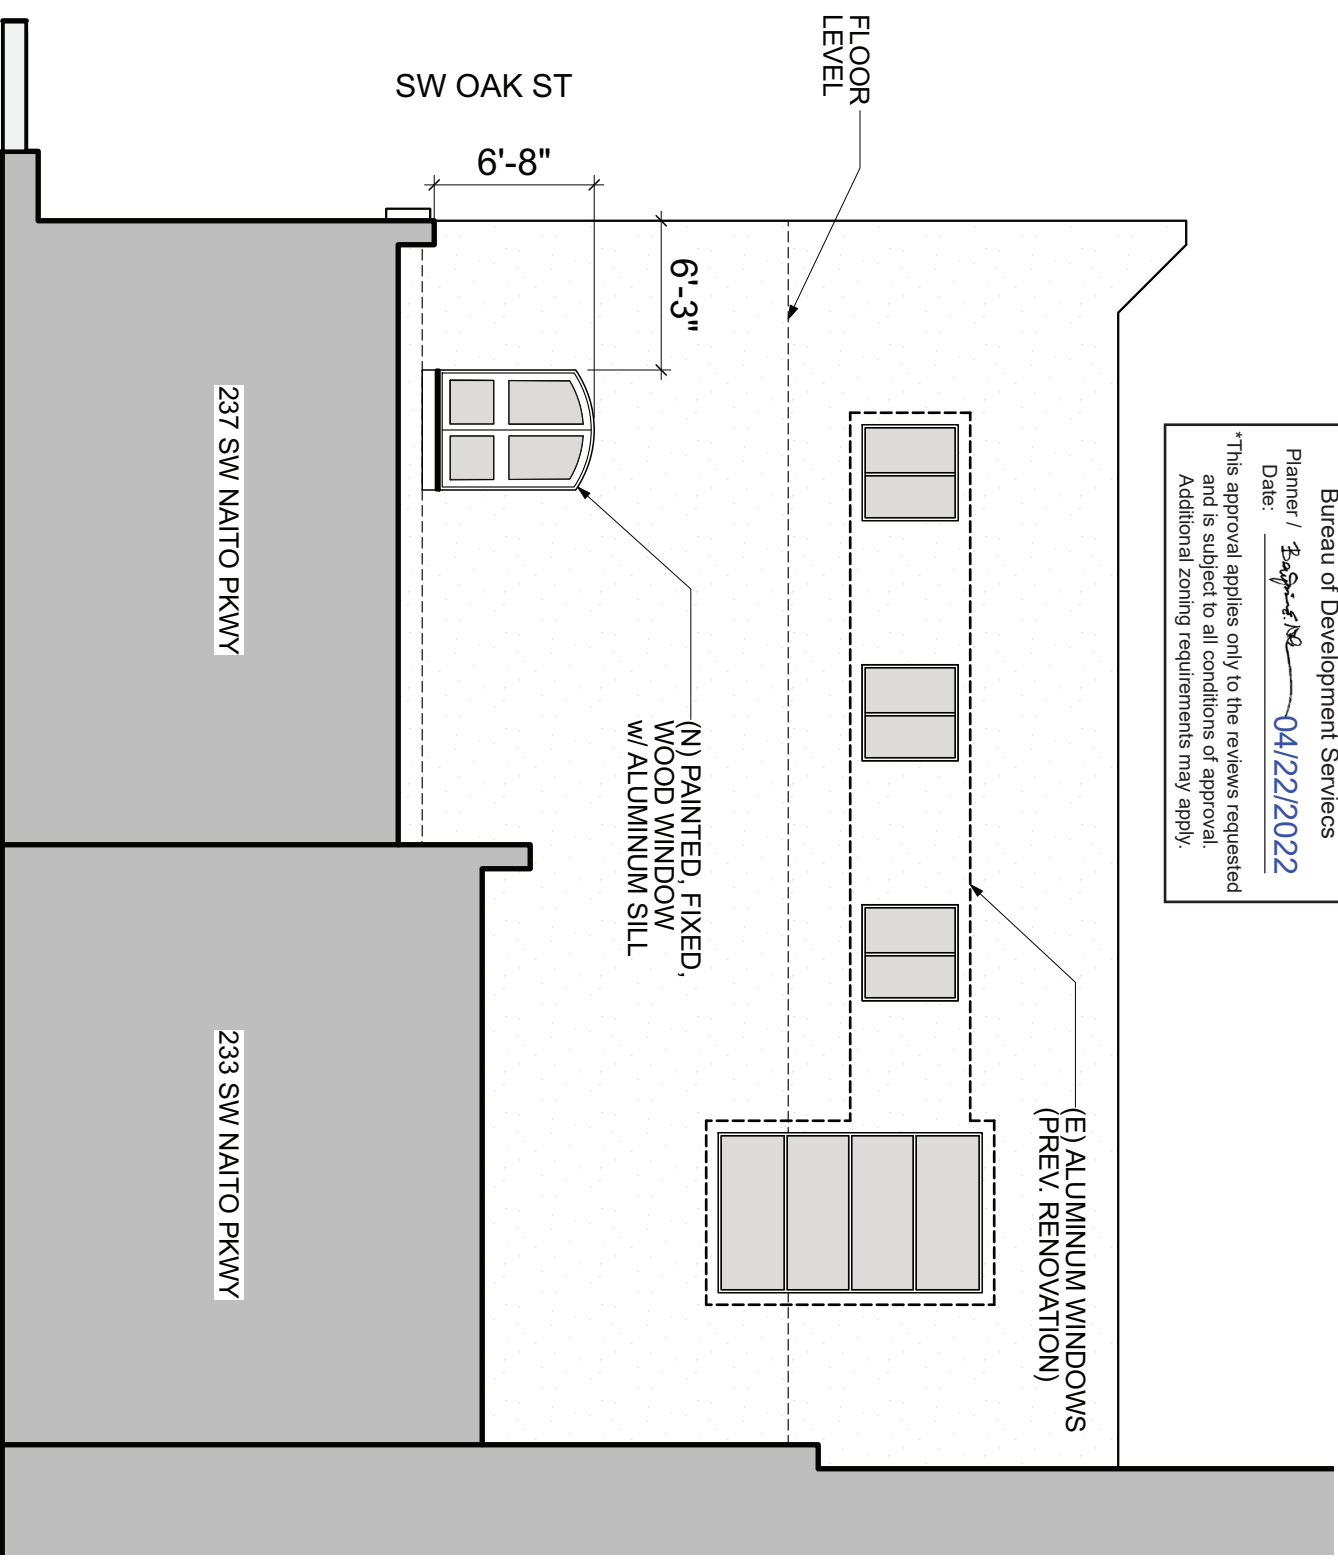 Bureau of Development Serviecs
Planner /
Date:
04/22/2022
*This approval applies only to the reviews requested
and is subject to all conditions of approval.
Additional zoning requirements may apply.
FLOOR
LEVEL
SW OAK ST
6'-8"
6'-3"
(E) ALUMINUM WINDOWS
(PREV. RENOVATION)
(N) PAINTED, FIXED,
WOOD WINDOW
w/ ALUMINUM SILL
237 SW NAITO PKWY
233 SW NAITO PKWY